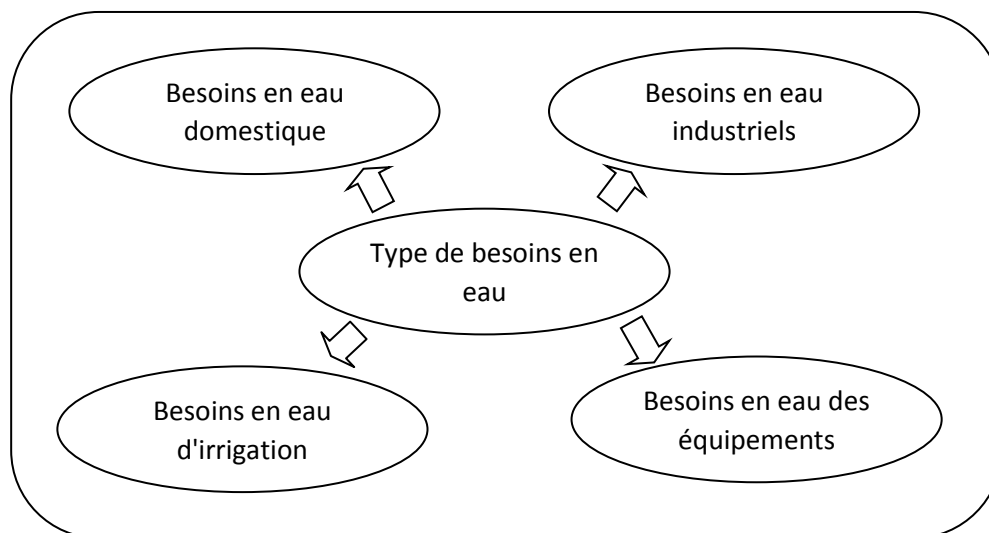 Besoins en eau
domestique
Besoins en eau
industriels
Type de besoins en
eau
Besoins en eau
d'irrigation
Besoins en eau des
équipements